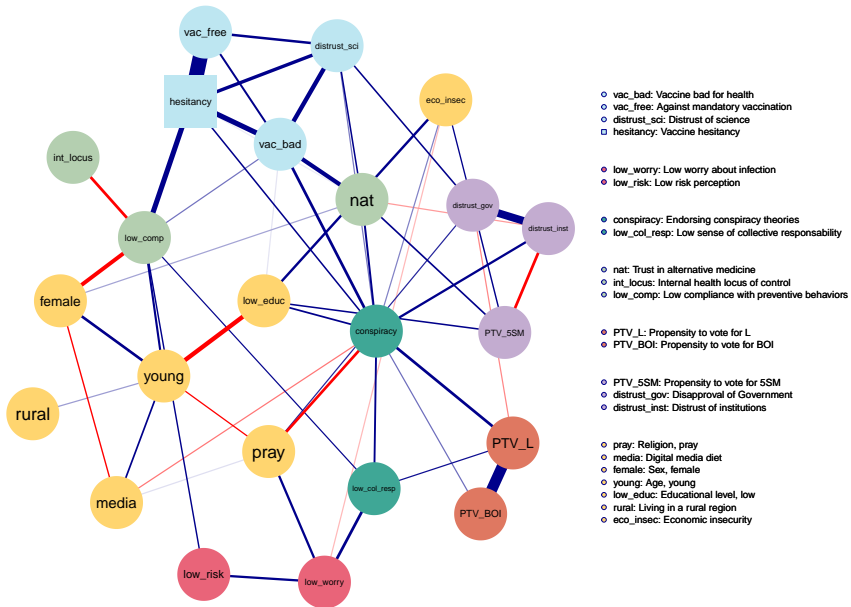 vac_free
distrust_sci
hesitancy
eco_insec
vac_bad
int_locus
nat
distrust_gov
distrust_inst
low_comp
female
low_educ
conspiracy
PTV_5SM
young
rural
pray
PTV_L
media
low_col_resp
PTV_BOI
low_risk
low_worry
vac_bad: Vaccine bad for health
vac_free: Against mandatory vaccination
distrust_sci: Distrust of science
hesitancy: Vaccine hesitancy
low_worry: Low worry about infection
low_risk: Low risk perception
conspiracy: Endorsing conspiracy theories
low_col_resp: Low sense of collective responsability
nat: Trust in alternative medicine
int_locus: Internal health locus of control
low_comp: Low compliance with preventive behaviors
PTV_L: Propensity to vote for L
PTV_BOI: Propensity to vote for BOI
PTV_5SM: Propensity to vote for 5SM
distrust_gov: Disapproval of Government
distrust_inst: Distrust of institutions
pray: Religion, pray
media: Digital media diet
female: Sex, female
young: Age, young
low_educ: Educational level, low
rural: Living in a rural region
eco_insec: Economic insecurity